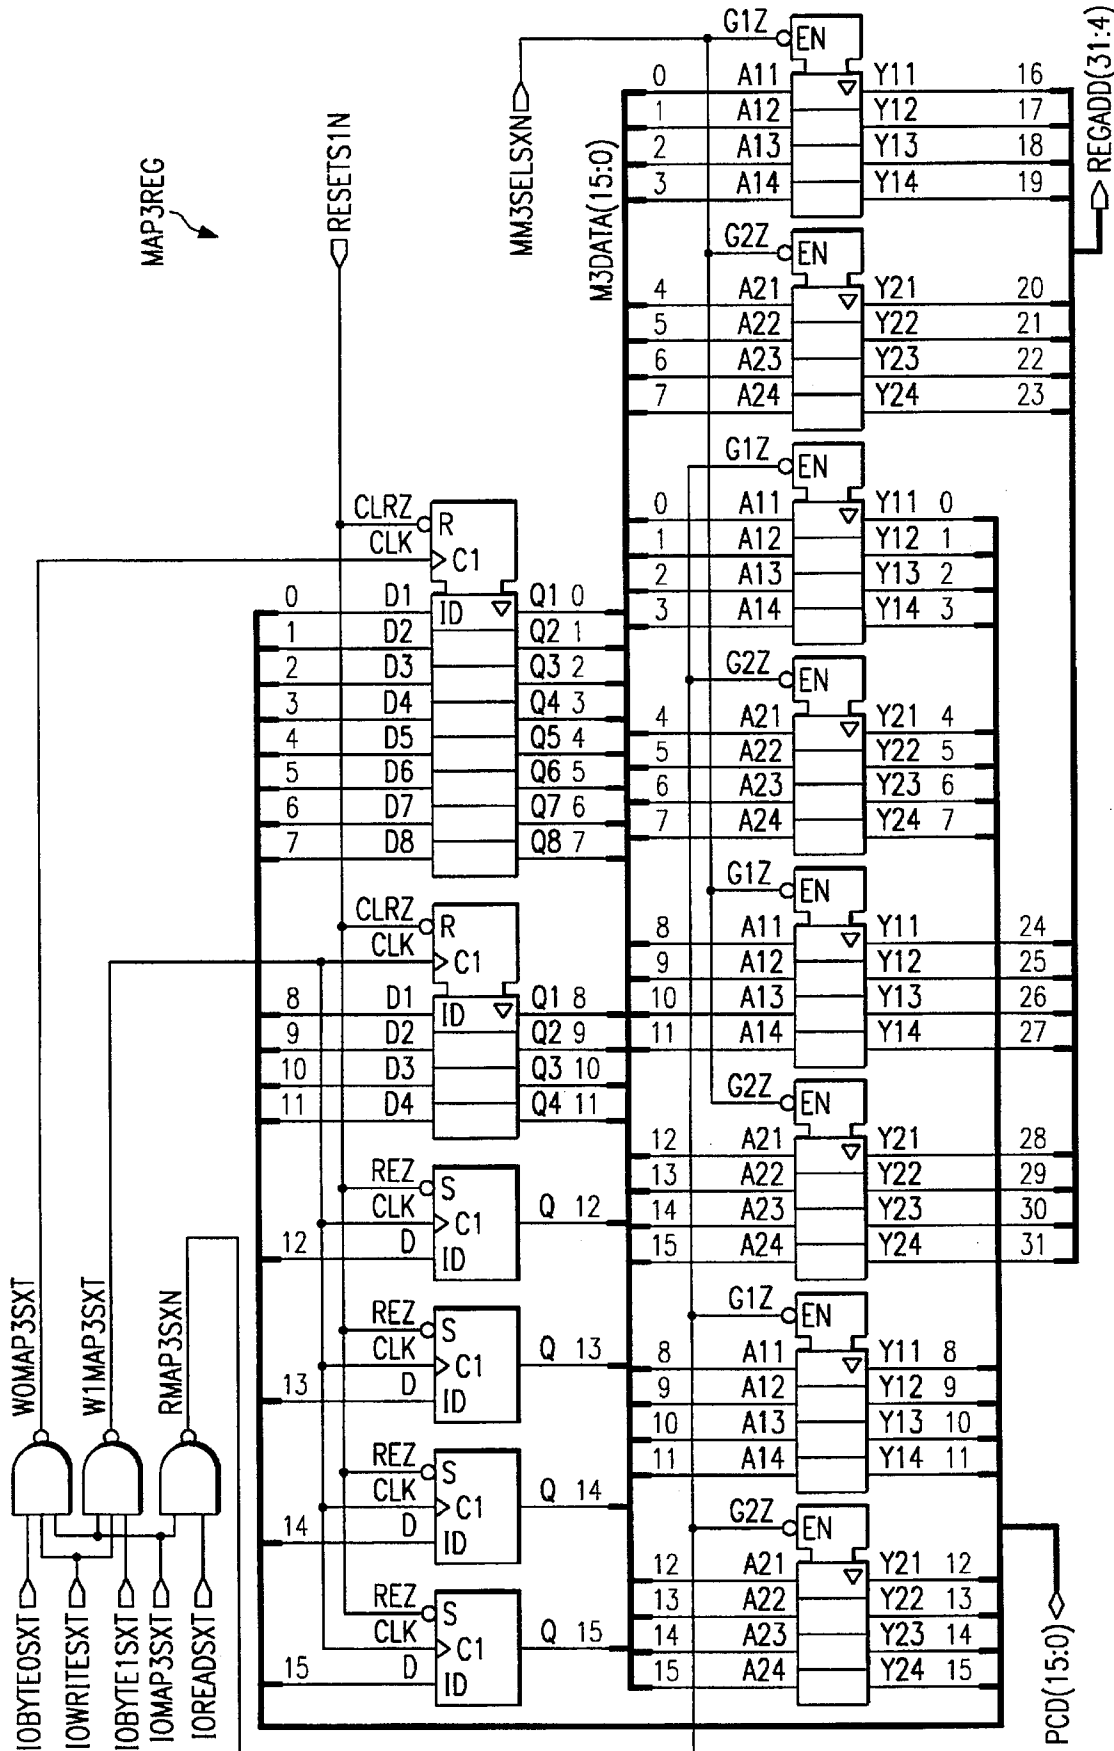 G1Z
EN
0 A11 Y11 16
1 A12 Y12 17
2 A13 Y13 18
3 A14 Y14 19
REGADD(31:4)
MAP3REG
RESETS1N
MM3SELSXN
M3DATA(15:0)
G2Z
EN
4 A21 Y21 20
5 A22 Y22 21
6 A23 Y23 22
7 A24 Y24 23
G1Z
EN
0 A11 Y11 0
1 A12 Y12 1
2 A13 Y13 2
3 A14 Y14 3
CLRZ R
CLK C1
0 D1 ID Q1 0
1 D2 Q2 1
2 D3 Q3 2
3 D4 Q4 3
4 D5 Q5 4
5 D6 Q6 5
6 D7 Q7 6
7 D8 Q8 7
G2Z
EN
4 A21 Y21 4
5 A22 Y22 5
6 A23 Y23 6
7 A24 Y24 7
G1Z
EN
8 A11 Y11 24
9 A12 Y12 25
10 A13 Y13 26
11 A14 Y14 27
CLRZ R
CLK C1
8 D1 ID Q1 8
9 D2 Q2 9
10 D3 Q3 10
11 D4 Q4 11
G2Z
EN
12 A21 Y21 28
13 A22 Y22 29
14 A23 Y23 30
15 A24 Y24 31
REZ S
CLK C1
12 D ID Q 12
REZ S
CLK C1
13 D ID Q 13
G1Z
EN
8 A11 Y11 8
9 A12 Y12 9
10 A13 Y13 10
11 A14 Y14 11
REZ S
CLK C1
14 D ID Q 14
G2Z
EN
12 A21 Y21 12
13 A22 Y22 13
14 A23 Y23 14
15 A24 Y24 15
REZ S
CLK C1
15 D ID Q 15
WOMAP3SXT
W1MAP3SXT
RMAP3SXN
IOBYTEOSXT
IOWRITESXT
IOBYTE1SXT
IOMAP3SXT
IOREADSXT
PCD(15:0)